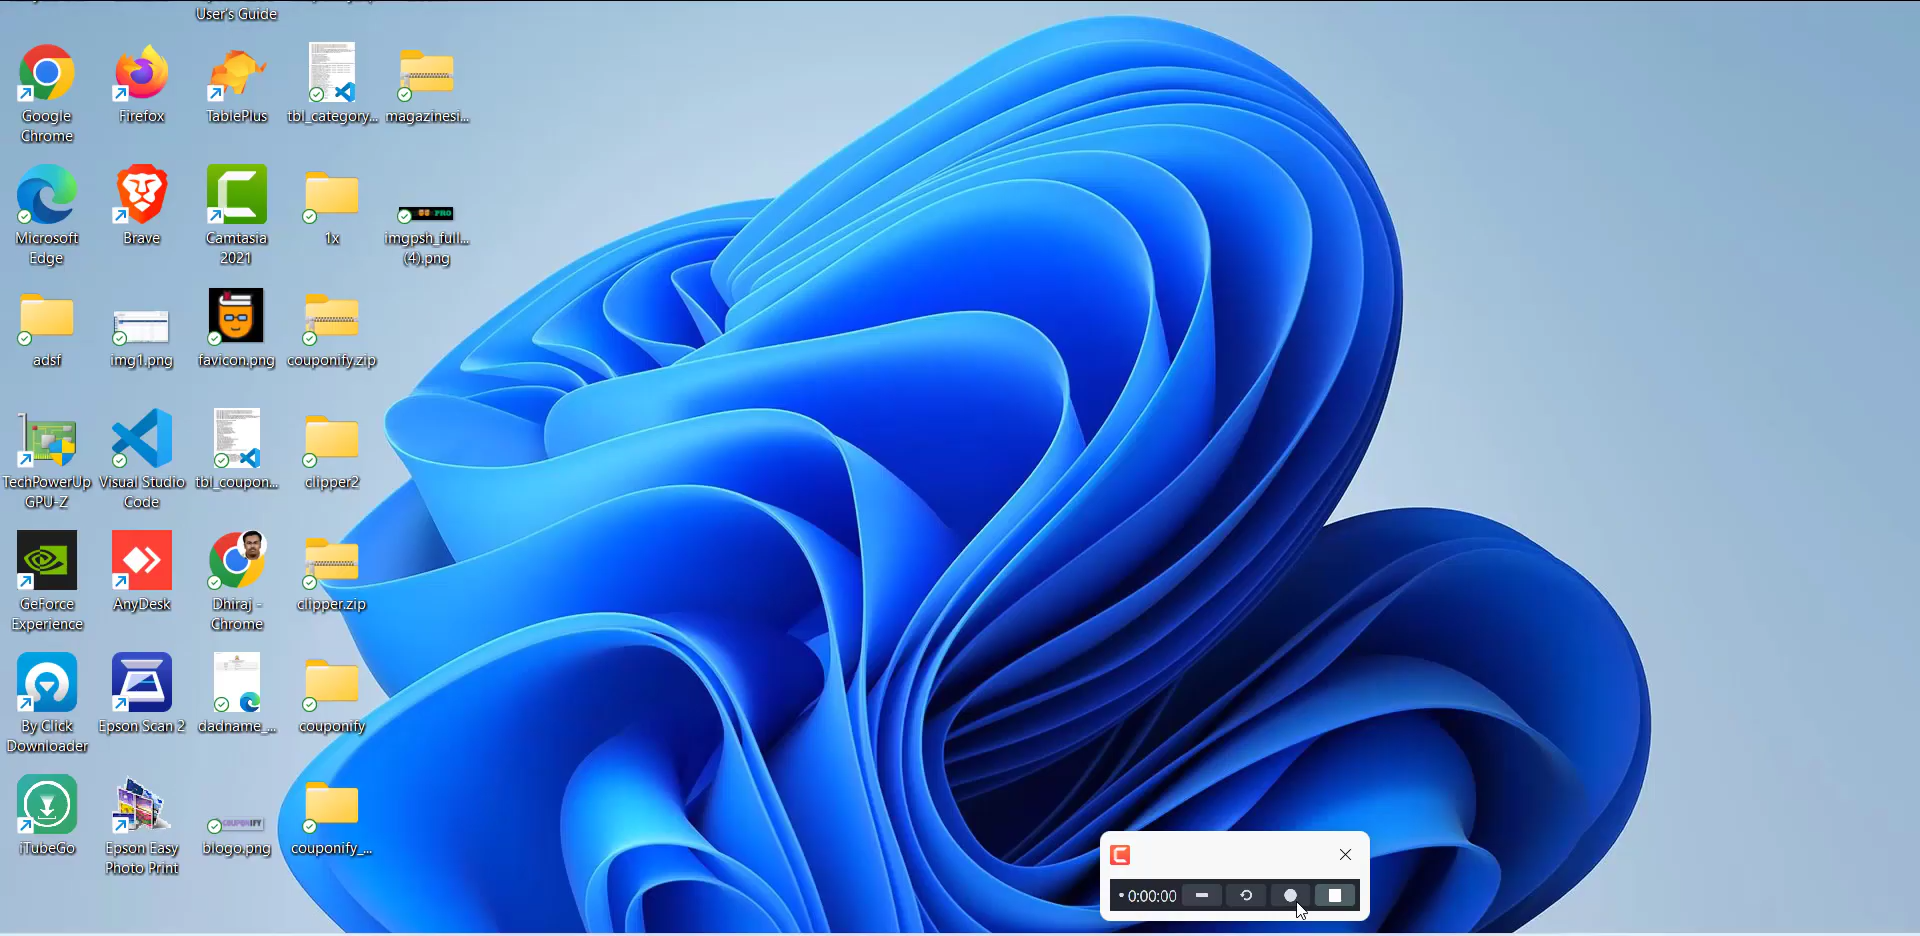 User's Guide
Google
Chrome
Firefox
TablePlus
tbl_category...
magazinesi...
Microsoft
Edge
Brave
Camtasia
2021
1x
PRO
imgpsh_full...
(4).png
adsf
img1.png
favicon.png
couponify.zip
TechPowerUp
GPU-Z
Visual Studio
Code
tbl_coupon...
clipper2
GeForce
Experience
AnyDesk
Dhiraj -
Chrome
clipper.zip
By Click
Downloader
Epson Scan 2
dadname_...
couponify
iTubeGo
Epson Easy
Photo Print
COUPONIFY
blogo.png
couponify_...
0:00:00